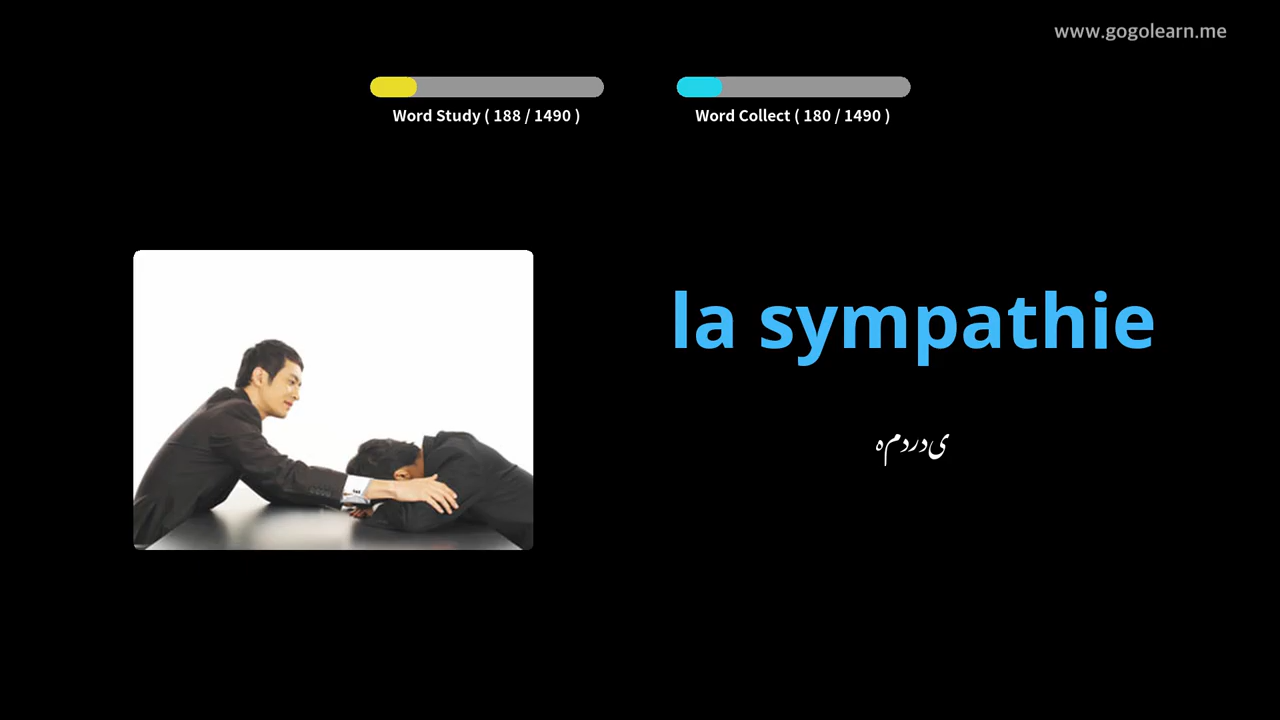 www.gogolearn.me
Word Study ( 188 / 1490 )
Word Collect ( 180 / 1490 )
la sympathie
همدردی